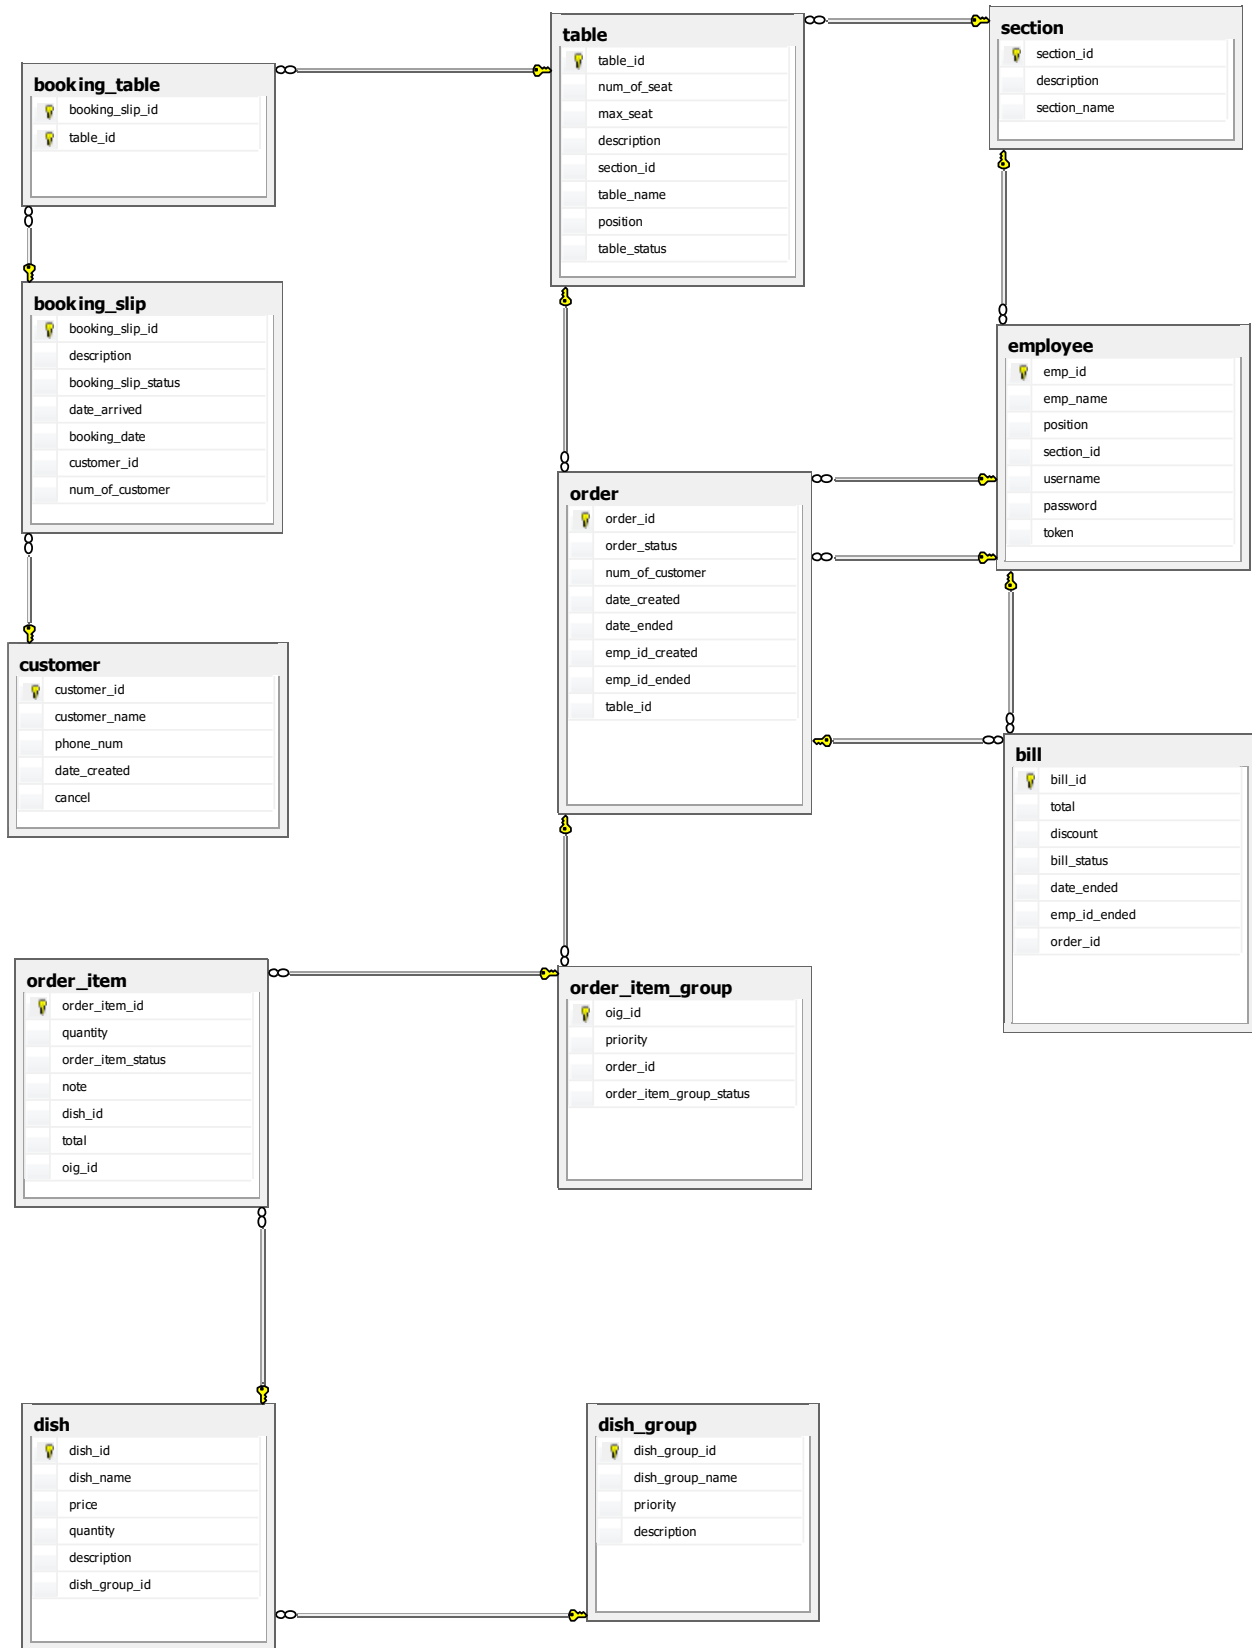 table
table_id
num_of_seat
max_seat
description
section_id
table_name
position
table_status
section
section_id
description
section_name
booking_table
booking_slip_id
table_id
booking_slip
booking_slip_id
description
booking_slip_status
date_arrived
booking_date
customer_id
num_of_customer
employee
emp_id
emp_name
position
section_id
username
password
token
order
order_id
order_status
num_of_customer
date_created
date_ended
emp_id_created
emp_id_ended
table_id
customer
customer_id
customer_name
phone_num
date_created
cancel
bill
bill_id
total
discount
bill_status
date_ended
emp_id_ended
order_id
order_item
order_item_id
quantity
order_item_status
note
dish_id
total
oig_id
order_item_group
oig_id
priority
order_id
order_item_group_status
dish
dish_id
dish_name
price
quantity
description
dish_group_id
dish_group
dish_group_id
dish_group_name
priority
description